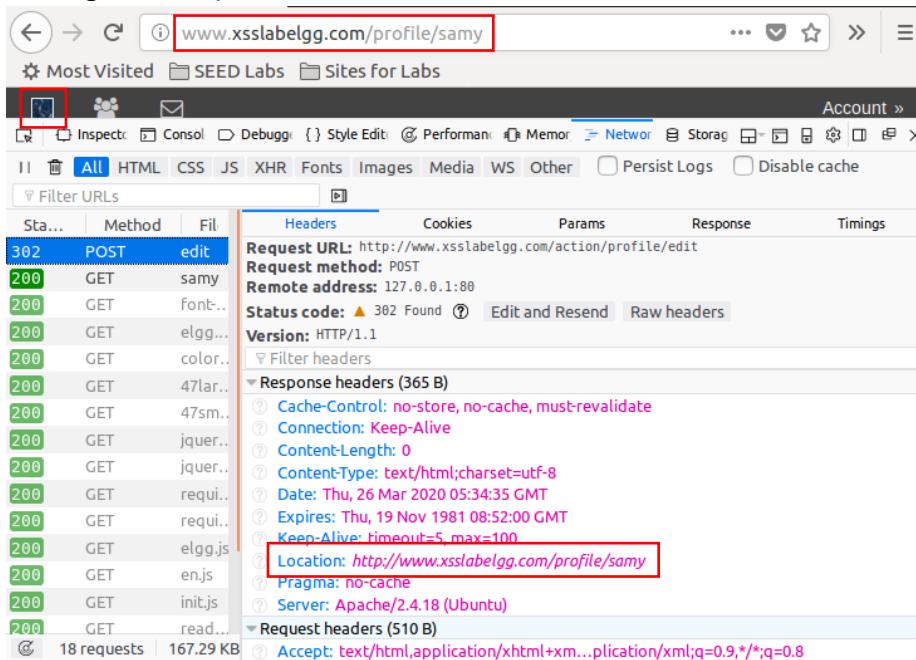 www.xsslabelgg.com/profile/samy
Most Visited SEED Labs Sites for Labs
Account »
Inspecto Consol Debugge { } Style Edit Performan Memor Networ Storag
All HTML CSS JS XHR Fonts Images Media WS Other Persist Logs Disable cache
Filter URLs
Sta... Method Fil Headers Cookies Params Response Timings
302 POST edit
200 GET samy
200 GET font-..
200 GET elgg...
200 GET color..
200 GET 47lar..
200 GET 47sm..
200 GET jquer..
200 GET jquer..
200 GET requi..
200 GET requi..
200 GET elgg.js
200 GET en.js
200 GET init.js
200 GET read...
18 requests 167.29 KB
Request URL: http://www.xsslabelgg.com/action/profile/edit
Request method: POST
Remote address: 127.0.0.1:80
Status code: 302 Found Edit and Resend Raw headers
Version: HTTP/1.1
Filter headers
Response headers (365 B)
Cache-Control: no-store, no-cache, must-revalidate
Connection: Keep-Alive
Content-Length: 0
Content-Type: text/html;charset=utf-8
Date: Thu, 26 Mar 2020 05:34:35 GMT
Expires: Thu, 19 Nov 1981 08:52:00 GMT
Keep-Alive: timeout=5, max=100
Location: http://www.xsslabelgg.com/profile/samy
Pragma: no-cache
Server: Apache/2.4.18 (Ubuntu)
Request headers (510 B)
Accept: text/html,application/xhtml+xm...plication/xml;q=0.9,*/*;q=0.8